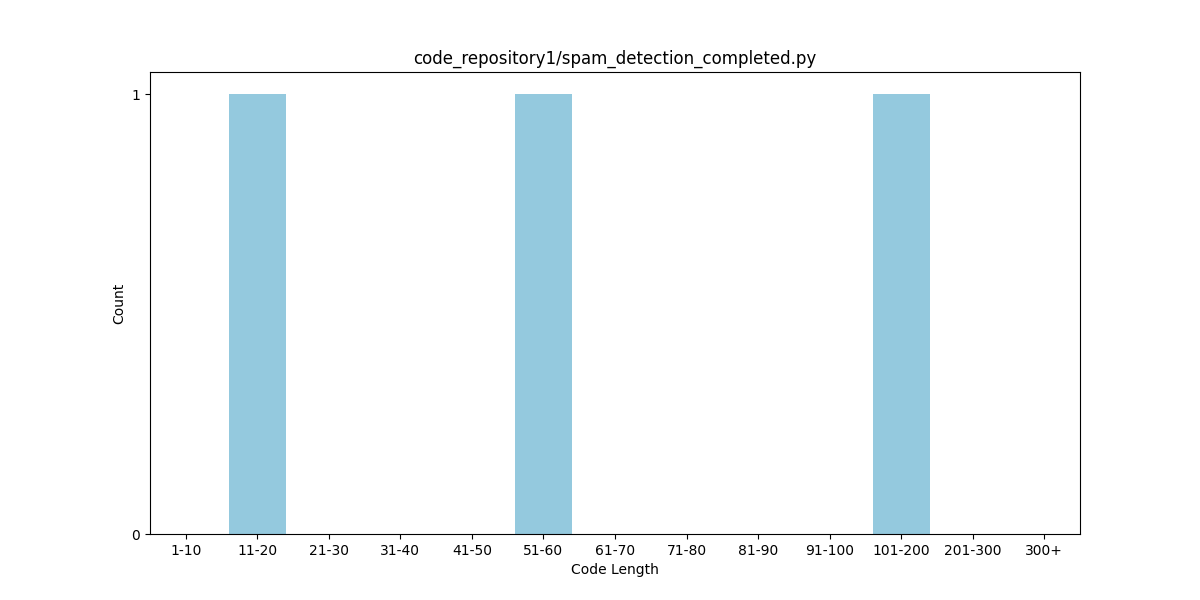 code_repository1/spam_detection_completed.py
1
Count
0
1-10 11-20 21-30 31-40 41-50 51-60 61-70 71-80 81-90 91-100 101-200 201-300 300+
Code Length